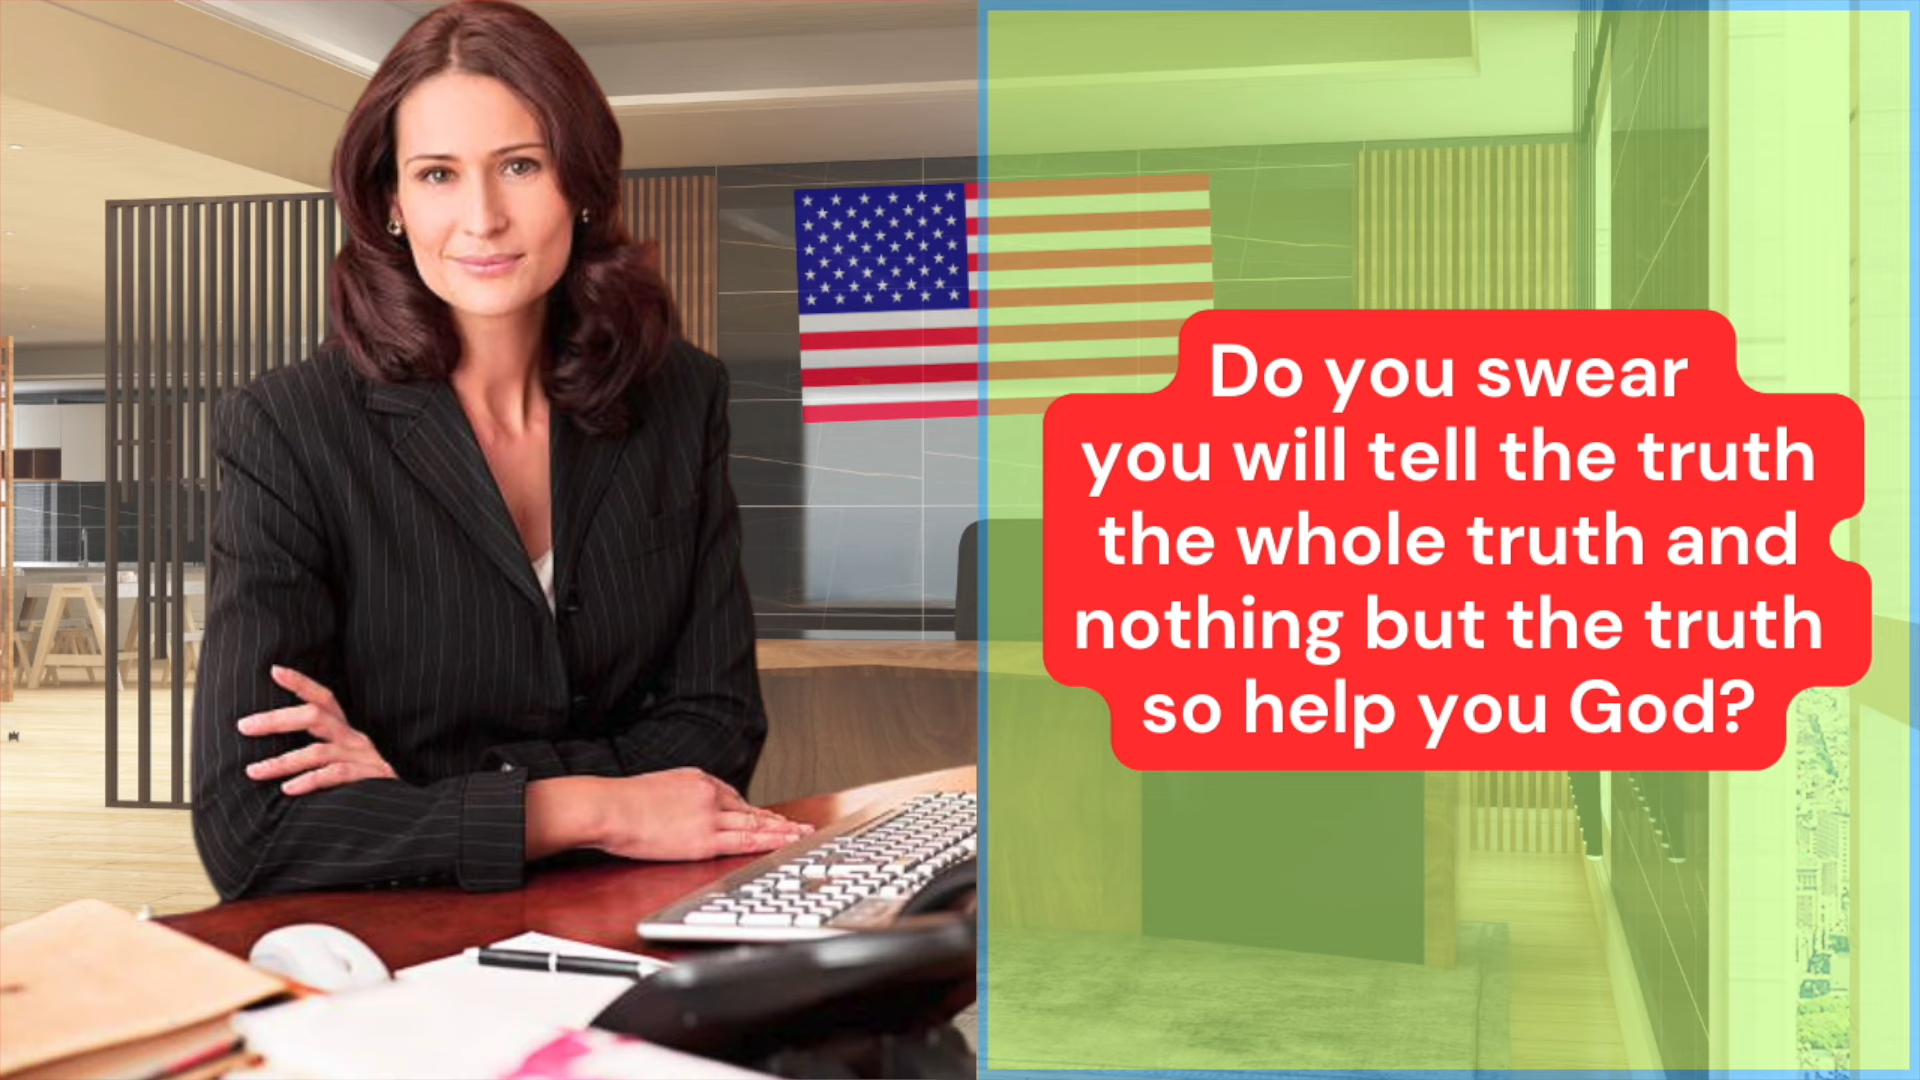 Do you swear
you will tell the truth
the whole truth and
nothing but the truth
so help you God?